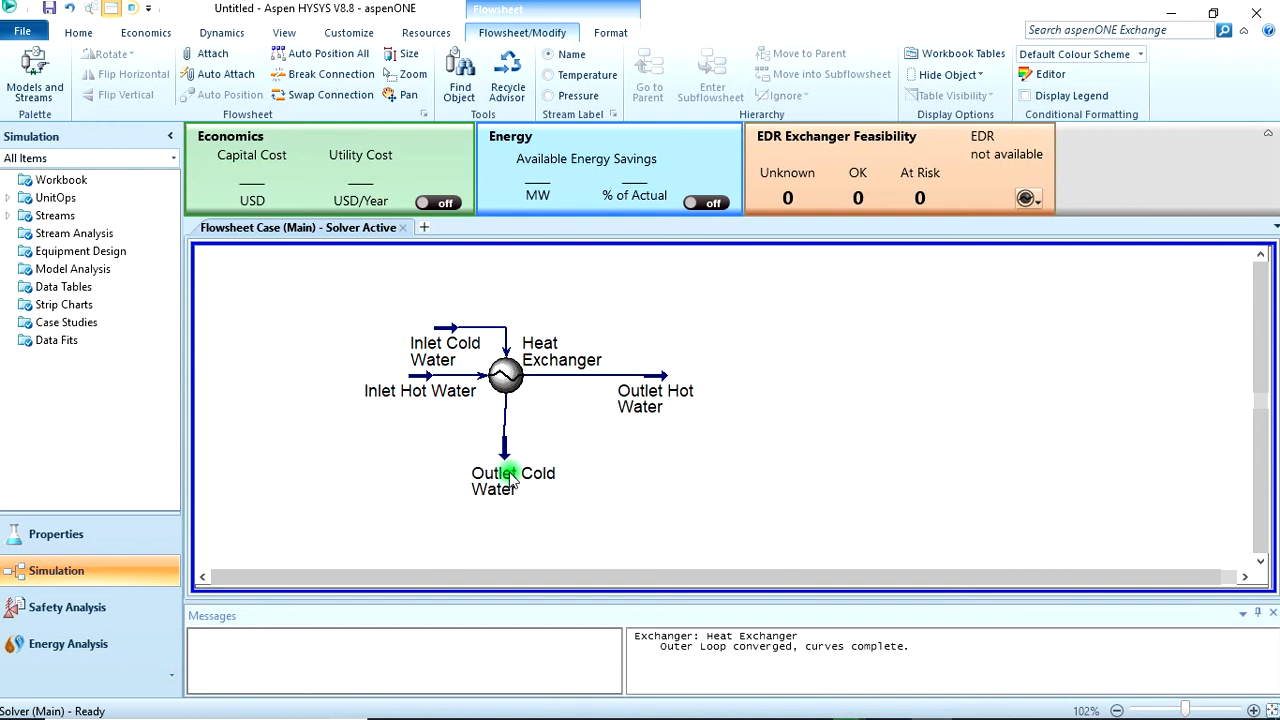 Untitled - Aspen HYSYS V8.8 - aspenONE
Flowsheet
File
Home
Economics
Dynamics
View
Customize
Resources
Flowsheet/Modify
Format
Search aspenONE Exchange
Models and
Streams
Palette
Rotate
Flip Horizontal
Flip Vertical
Attach
Auto Attach
Auto Position
Auto Position All
Break Connection
Swap Connection
Size
Zoom
Pan
Flowsheet
Find
Object
Recycle
Advisor
Tools
Name
Temperature
Pressure
Stream Label
Go to
Parent
Enter
Subflowsheet
Move to Parent
Move into Subflowsheet
Ignore
Hierarchy
Workbook Tables
Hide Object
Table Visibility
Display Options
Default Colour Scheme
Editor
Display Legend
Conditional Formatting
Simulation
All Items
Workbook
UnitOps
Streams
Stream Analysis
Equipment Design
Model Analysis
Data Tables
Strip Charts
Case Studies
Data Fits
Properties
Simulation
Safety Analysis
Energy Analysis
Economics
Capital Cost Utility Cost
USD USD/Year off
Energy
Available Energy Savings
MW % of Actual off
EDR Exchanger Feasibility
EDR
not available
Unknown OK At Risk
0 0 0
Flowsheet Case (Main) - Solver Active
Inlet Cold
Water
Heat
Exchanger
Inlet Hot Water
Outlet Hot
Water
Outlet Cold
Water
Messages
Exchanger: Heat Exchanger
Outer Loop converged, curves complete.
Solver (Main) - Ready
102%